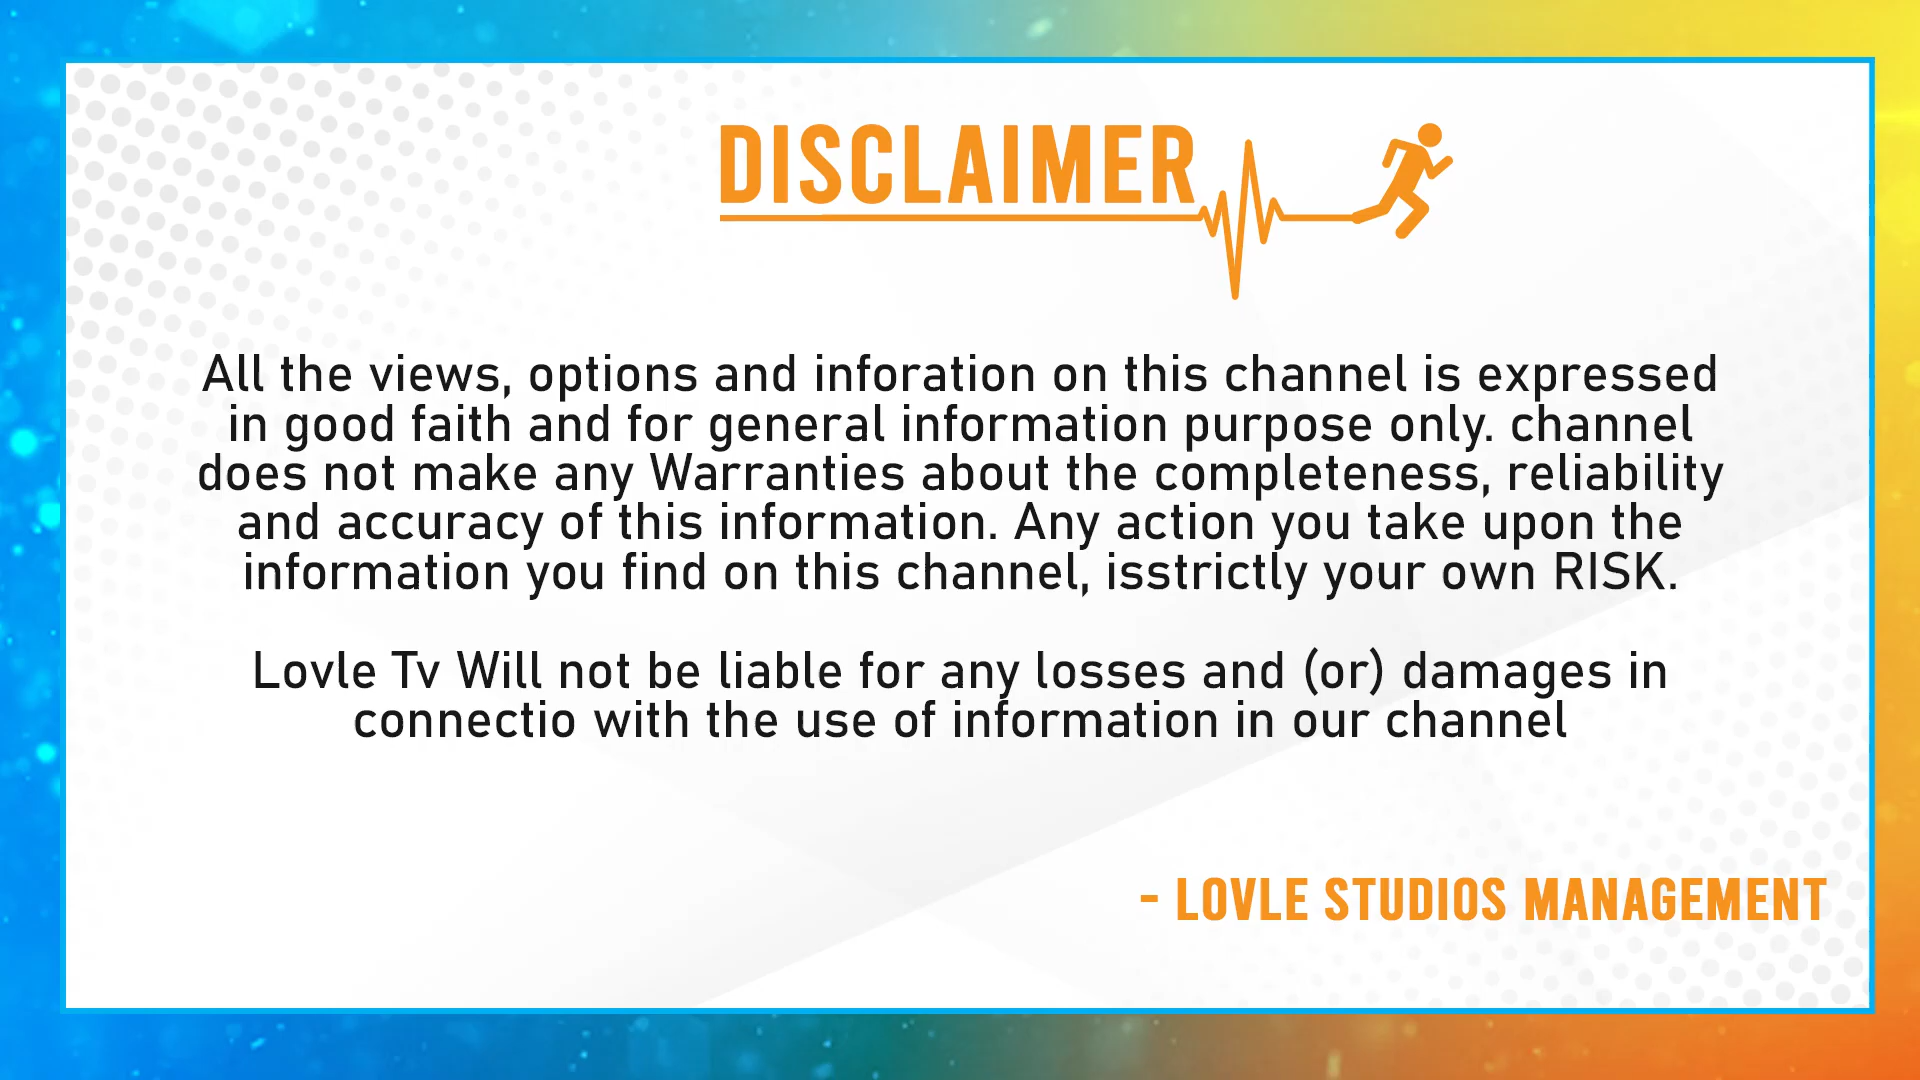 DISCLAIMER
All the views, options and inforation on this channel is expressed
in good faith and for general information purpose only. channel
does not make any Warranties about the completeness, reliability
and accuracy of this information. Any action you take upon the
information you find on this channel, isstrictly your own RISK.
Lovle Tv Will not be liable for any losses and (or) damages in
connectio with the use of information in our channel
- LOVLE STUDIOS MANAGEMENT